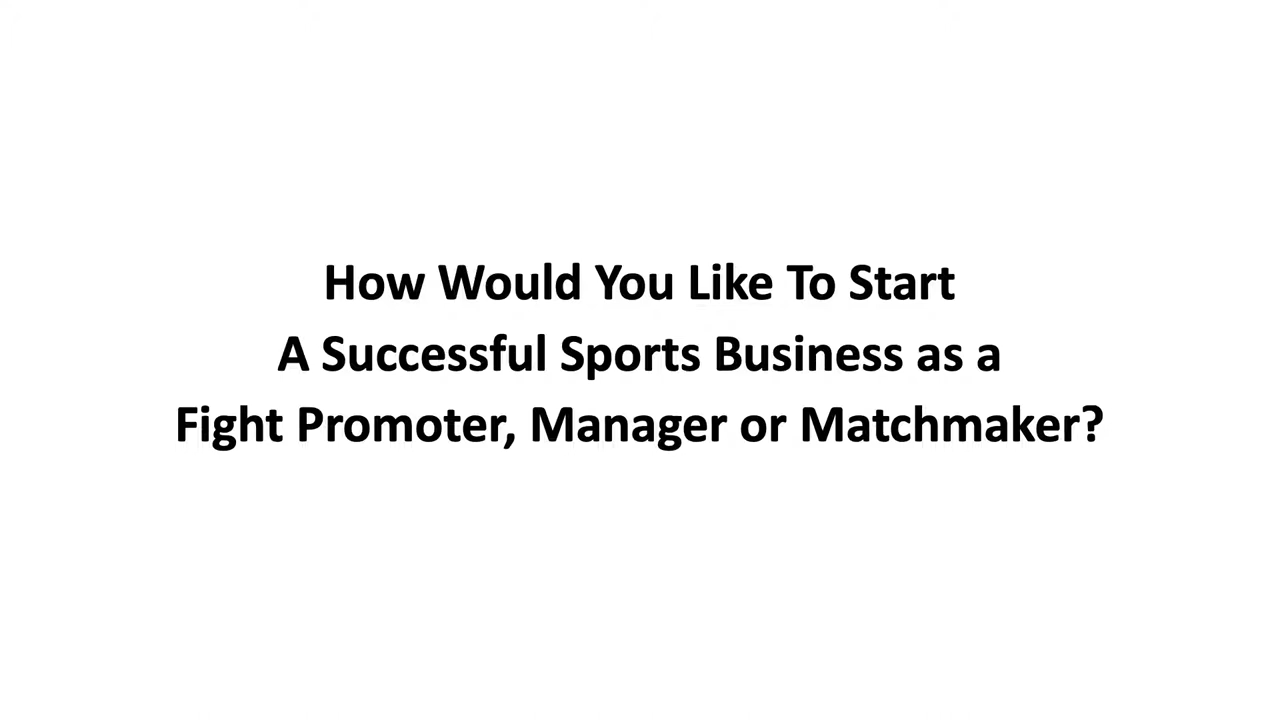 How Would You Like To Start
A Successful Sports Business as a
Fight Promoter, Manager or Matchmaker?